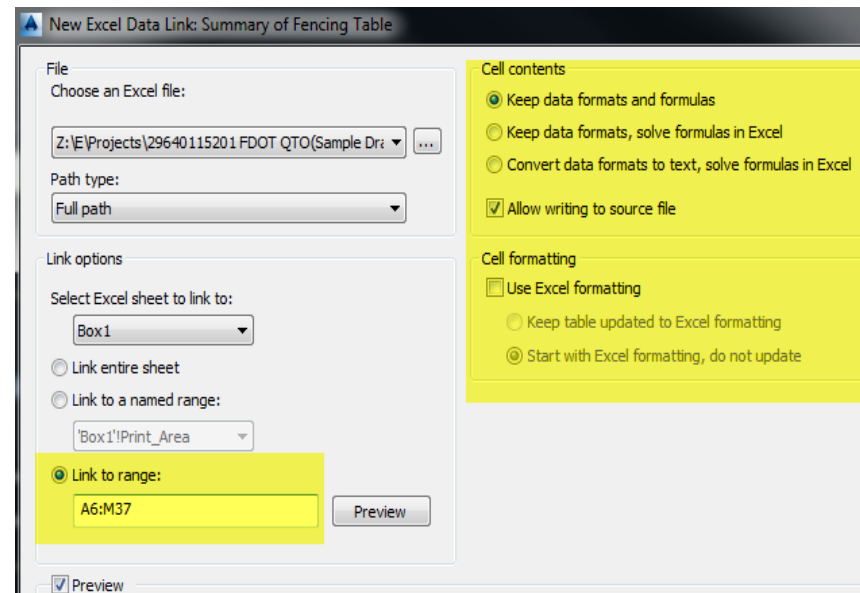 New Excel Data Link: Summary of Fencing Table
File
Choose an Excel file:
Z:\E\Projects\29640115201 FDOT QTO(Sample Dra
...
Path type:
Full path
Link options
Select Excel sheet to link to:
Box1
Link entire sheet
Link to a named range:
'Box1'!Print_Area
Link to range:
A6:M37
Preview
Preview
Cell contents
Keep data formats and formulas
Keep data formats, solve formulas in Excel
Convert data formats to text, solve formulas in Excel
Allow writing to source file
Cell formatting
Use Excel formatting
Keep table updated to Excel formatting
Start with Excel formatting, do not update